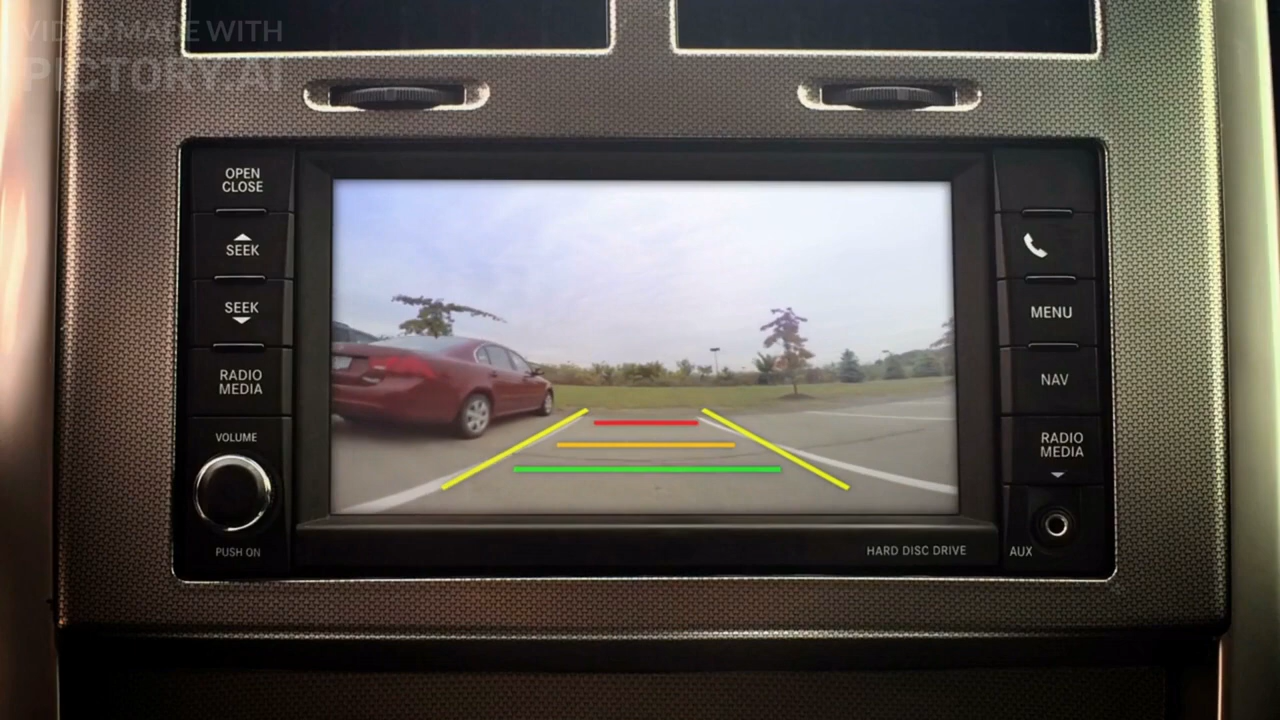 VIDEO MADE WITH
PICTORY.AI
OPEN
CLOSE
SEEK
SEEK
RADIO
MEDIA
VOLUME
PUSH ON
MENU
NAV
RADIO
MEDIA
AUX
HARD DISC DRIVE